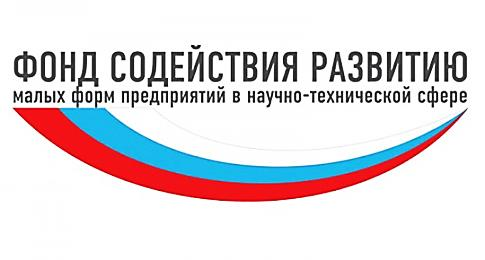 ФОНД СОДЕЙСТВИЯ РАЗВИТИЮ
малых форм предприятий в научно-технической сфере